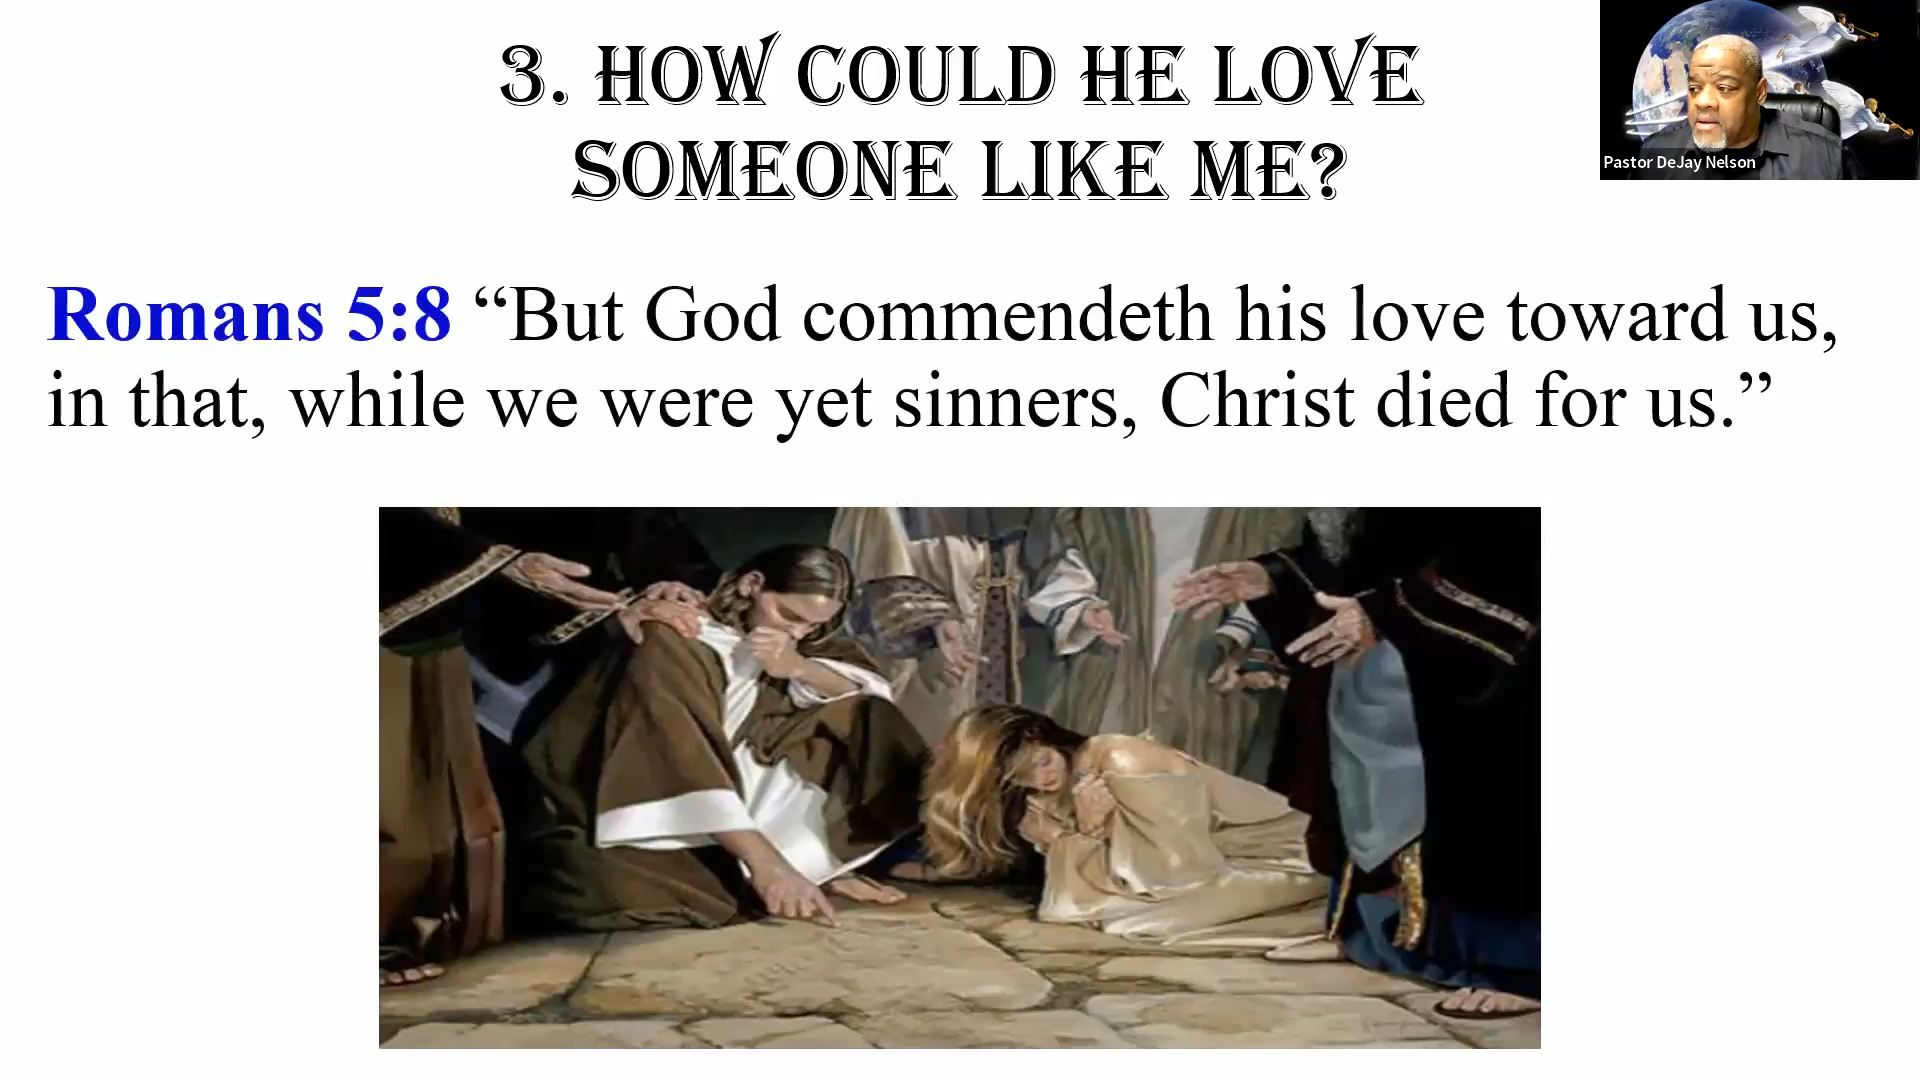 3. HOW COULD HE LOVE
SOMEONE LIKE ME?
Pastor DeJay Nelson
Romans 5:8 “But God commendeth his love toward us,
in that, while we were yet sinners, Christ died for us.”